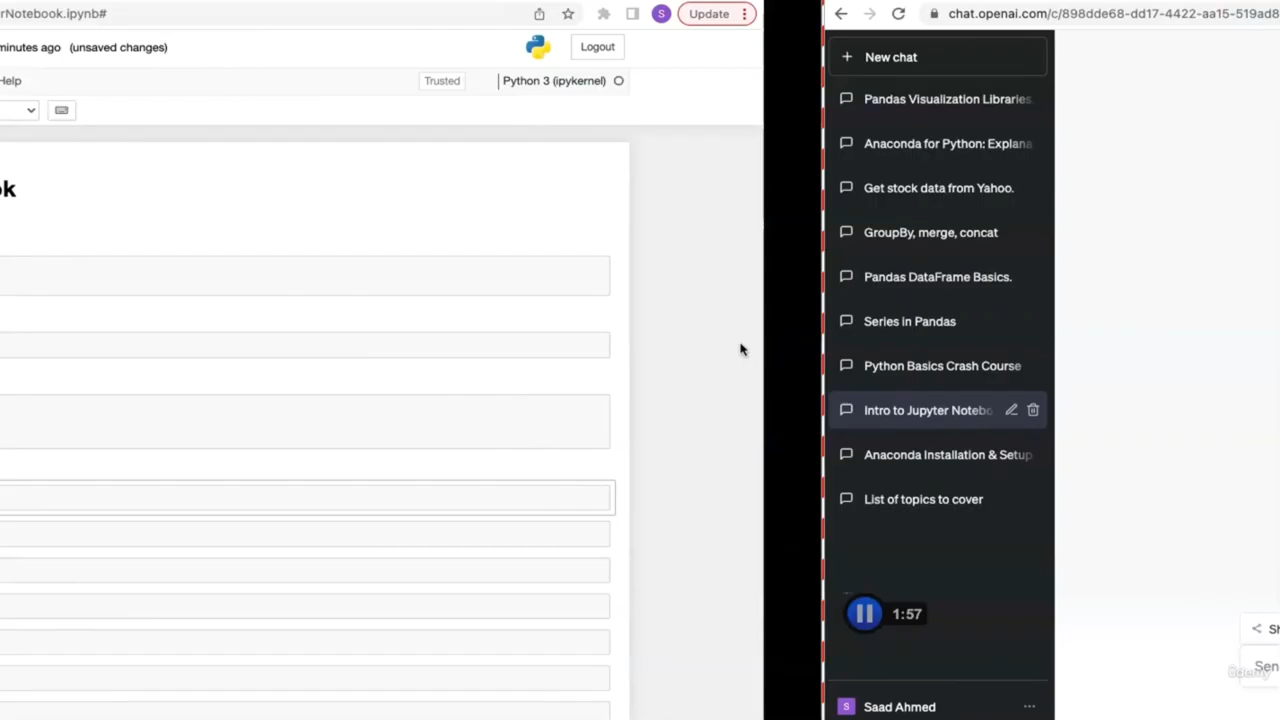 rNotebook.ipynb#
Update
minutes ago (unsaved changes)
Logout
Help
Trusted
Python 3 (ipykernel)
ok
chat.openai.com/c/898dde68-dd17-4422-aa15-519ad8
New chat
Pandas Visualization Libraries
Anaconda for Python: Explana
Get stock data from Yahoo.
GroupBy, merge, concat
Pandas DataFrame Basics.
Series in Pandas
Python Basics Crash Course
Intro to Jupyter Notebo
Anaconda Installation & Setup
List of topics to cover
1:57
S
Saad Ahmed
S
Sh
Sen
ûdemy